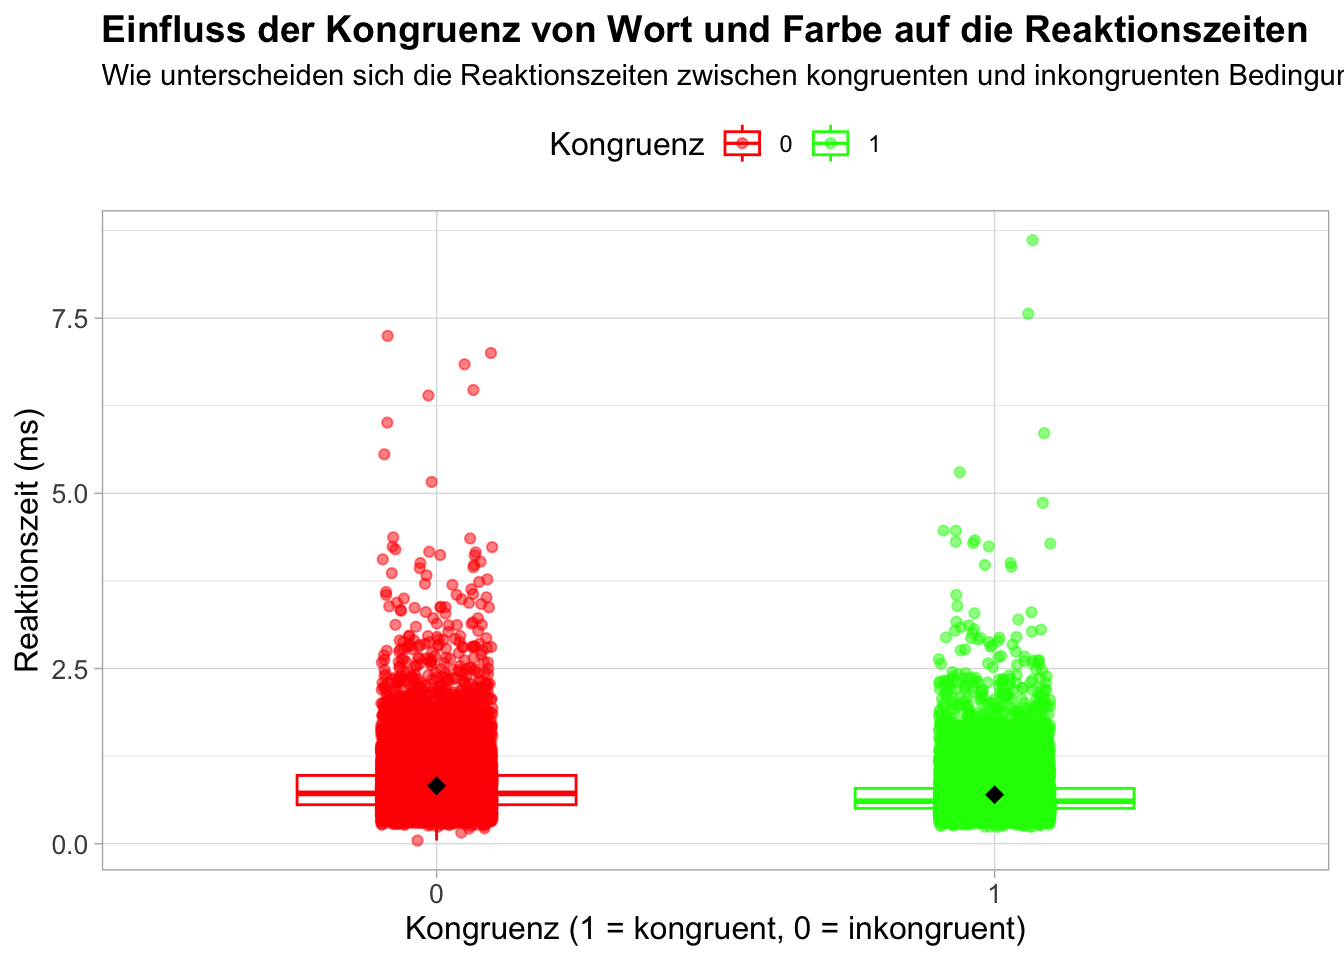 Einfluss der Kongruenz von Wort und Farbe auf die Reaktionszeiten
Wie unterscheiden sich die Reaktionszeiten zwischen kongruenten und inkongruenten
Kongruenz 0 1
Reaktionszeit (ms)
7.5
5.0
2.5
0.0
0 1
Kongruenz (1 = kongruent, 0 = inkongruent)